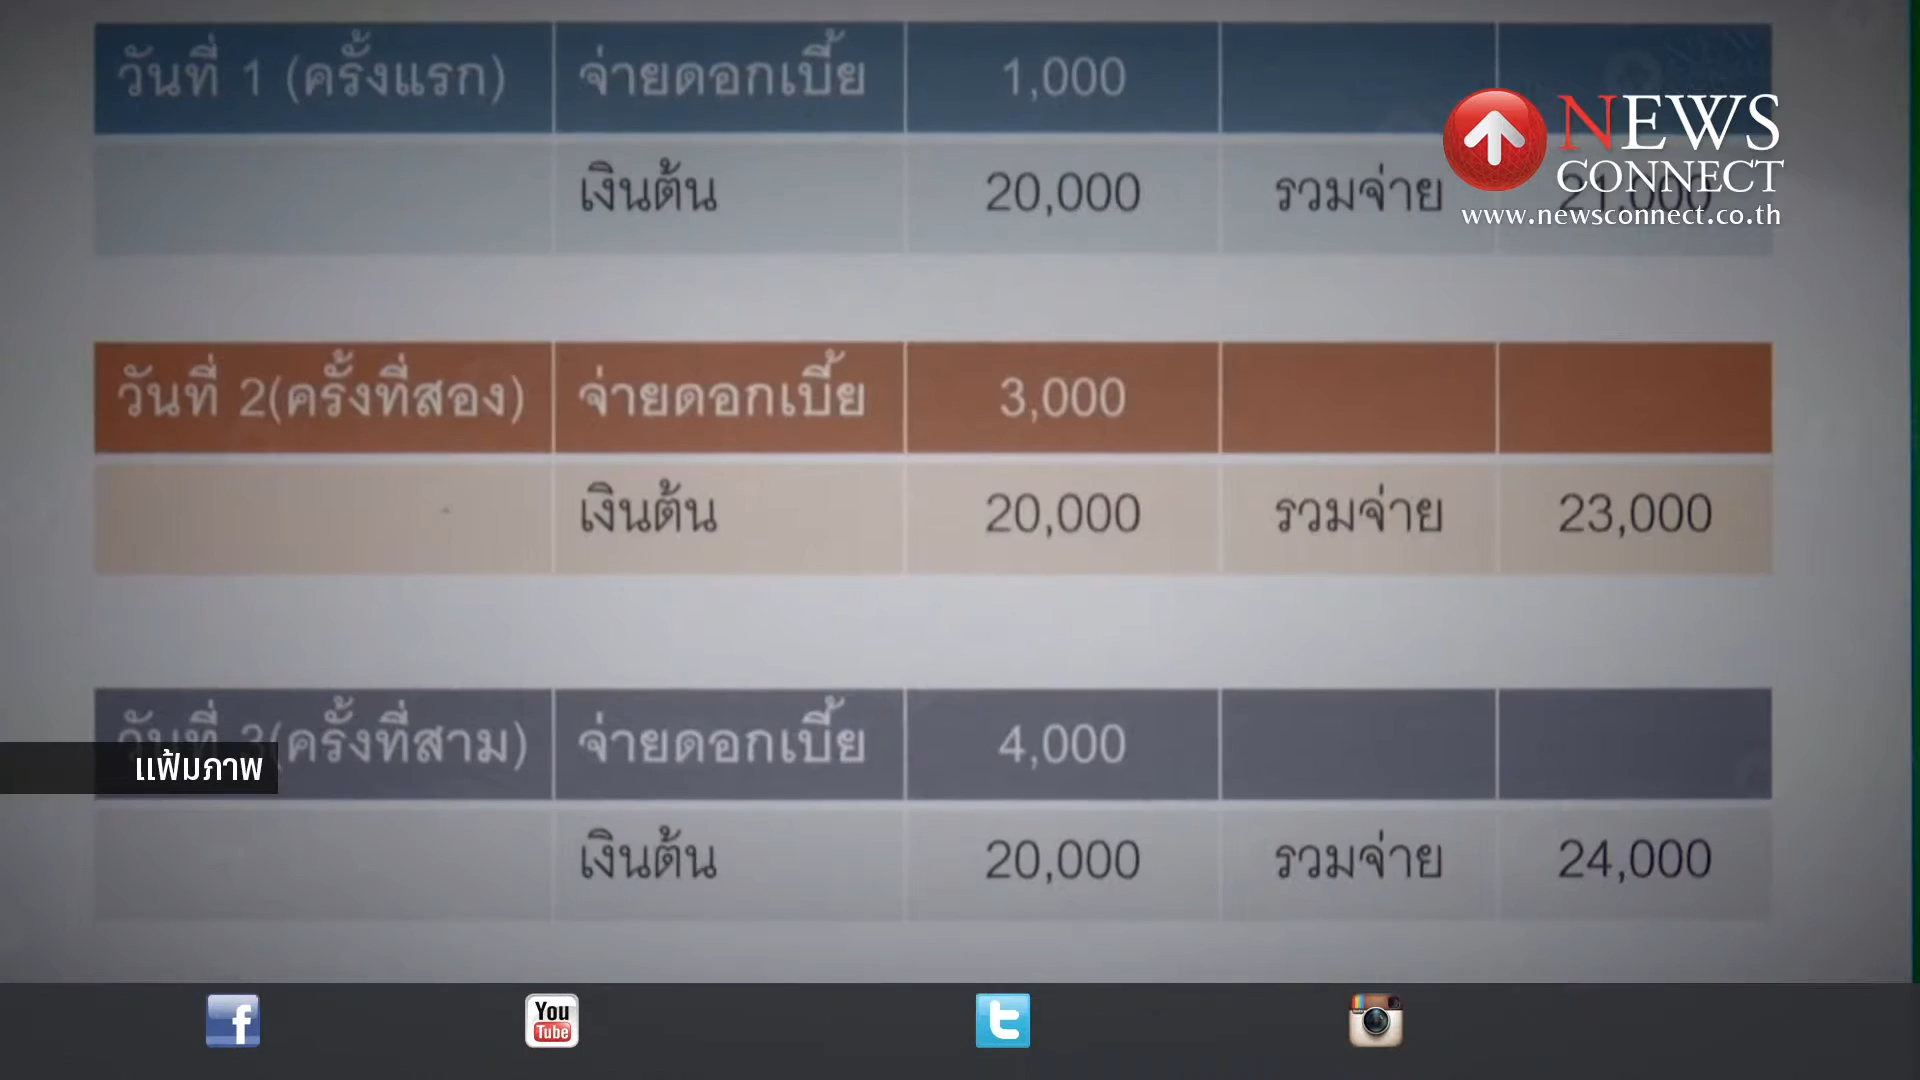 วันที่ 1 (ครั้งแรก) จ่ายดอกเบี้ย 1,000
NEWS
CONNECT
www.newsconnect.co.th
เงินต้น 20,000 รวมจ่าย 21,000
วันที่ 2(ครั้งที่สอง) จ่ายดอกเบี้ย 3,000
เงินต้น 20,000 รวมจ่าย 23,000
วันที่ 3(ครั้งที่สาม) จ่ายดอกเบี้ย 4,000
แฟ้มภาพ
เงินต้น 20,000 รวมจ่าย 24,000
f
You
Tube
t